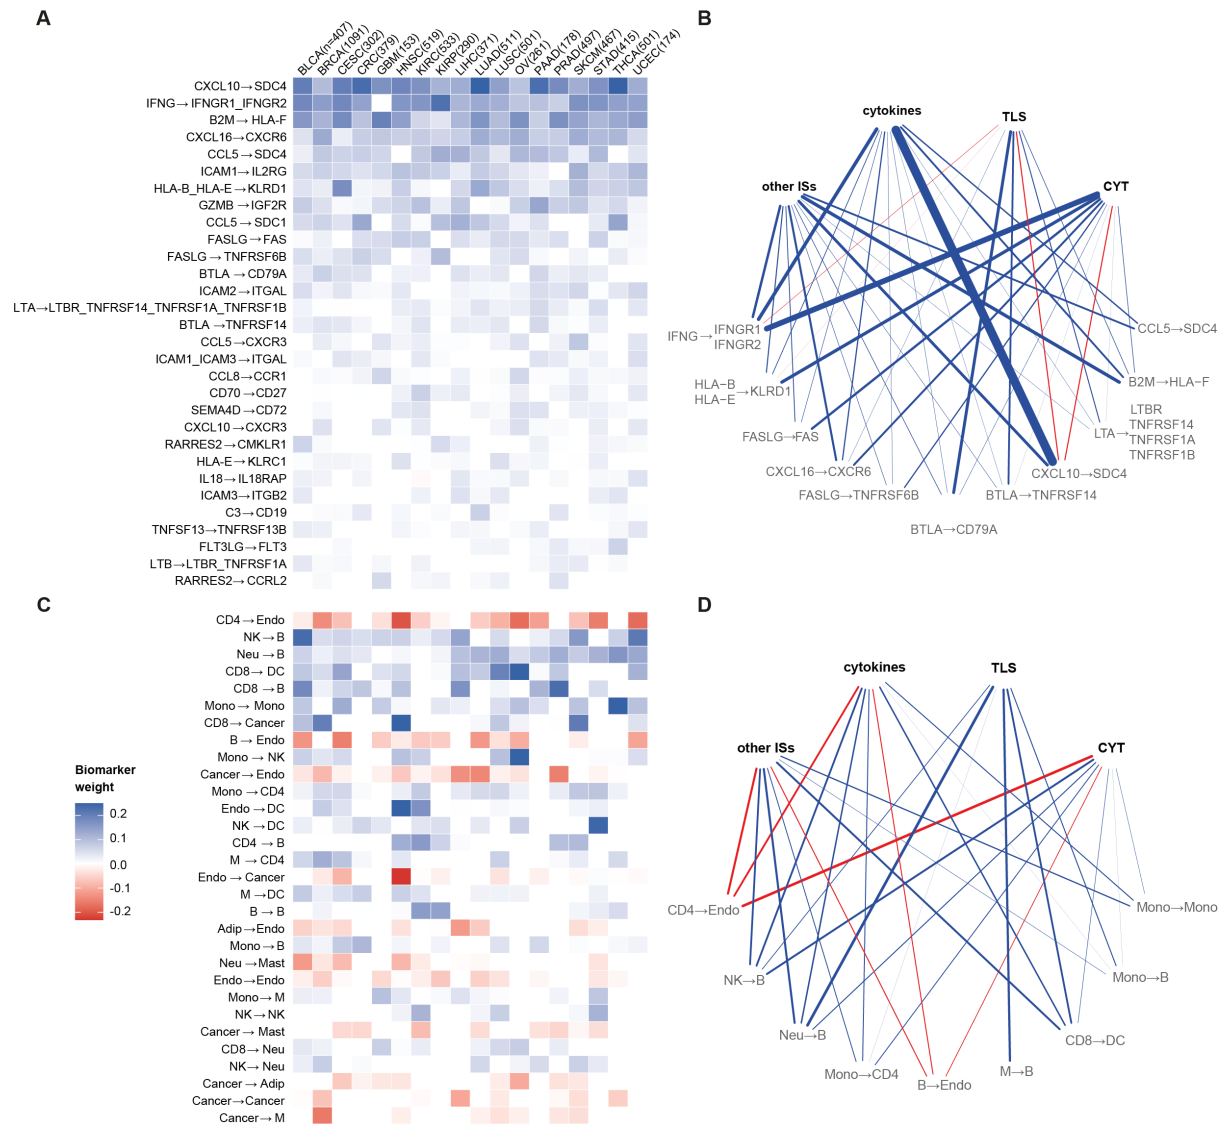 A
BLCA(n=407)
BRCA(1091)
CESC(302)
CRC(379)
GBM(153)
HNSC(519)
KIRC(533)
KIRP(290)
LIHC(371)
LUAD(511)
LUSC(501)
OV(261)
PAAD(178)
PRAD(497)
SKCM(467)
STAD(415)
THCA(501)
UCEC(174)
CXCL10→SDC4
IFNG→IFNGR1_IFNGR2
B2M→HLA-F
CXCL16→CXCR6
CCL5→SDC4
ICAM1→IL2RG
HLA-B_HLA-E→KLRD1
GZMB→IGF2R
CCL5→SDC1
FASLG→FAS
FASLG→TNFRSF6B
BTLA→CD79A
ICAM2→ITGAL
LTA→LTBR_TNFRSF14_TNFRSF1A_TNFRSF1B
BTLA→TNFRSF14
CCL5→CXCR3
ICAM1_ICAM3→ITGAL
CCL8→CCR1
CD70→CD27
SEMA4D→CD72
CXCL10→CXCR3
RARRES2→CMKLR1
HLA-E→KLRC1
IL18→IL18RAP
ICAM3→ITGB2
C3→CD19
TNFSF13→TNFRSF13B
FLT3LG→FLT3
LTB→LTBR_TNFRSF1A
RARRES2→CCRL2
B
cytokines
TLS
other ISs
CYT
IFNG→IFNGR1
IFNGR2
CCL5→SDC4
HLA−B
HLA−E→KLRD1
B2M→HLA−F
FASLG→FAS
LTBR
TNFRSF14
LTA→TNFRSF1A
TNFRSF1B
CXCL16→CXCR6
CXCL10→SDC4
FASLG→TNFRSF6B
BTLA→TNFRSF14
BTLA→CD79A
C
CD4→Endo
NK→B
Neu→B
CD8→DC
CD8→B
Mono→Mono
CD8→Cancer
B→Endo
Mono→NK
Cancer→Endo
Mono→CD4
Endo→DC
NK→DC
CD4→B
M→CD4
Endo→Cancer
M→DC
B→B
Adip→Endo
Mono→B
Neu→Mast
Endo→Endo
Mono→M
NK→NK
Cancer→Mast
CD8→Neu
NK→Neu
Cancer→Adip
Cancer→Cancer
Cancer→M
Biomarker
weight
0.2
0.1
0.0
-0.1
-0.2
D
cytokines
TLS
other ISs
CYT
CD4→Endo
Mono→Mono
NK→B
Mono→B
Neu→B
CD8→DC
Mono→CD4
M→B
B→Endo